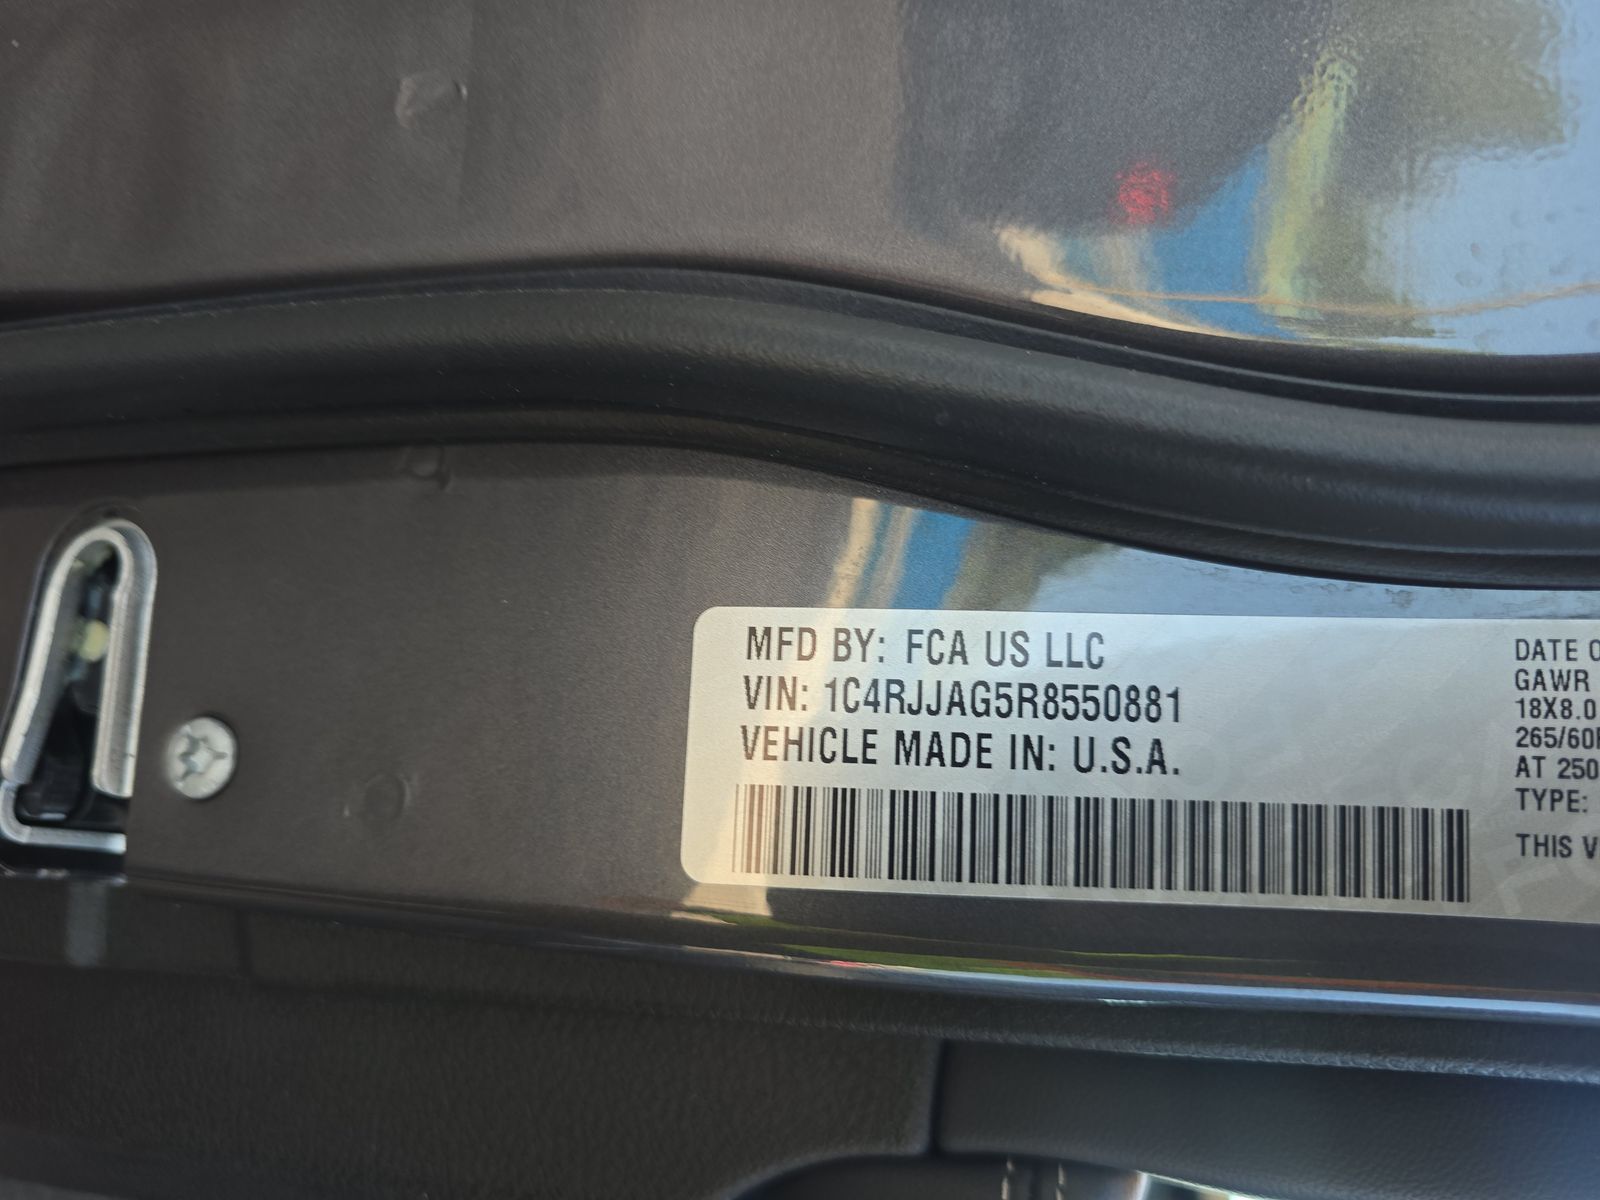 MFD BY: FCA US LLC
VIN: 1C4RJJAG5R8550881
VEHICLE MADE IN: U.S.A.
DATE
GAWR
18X8.0
265/60
AT 250
TYPE:
THIS